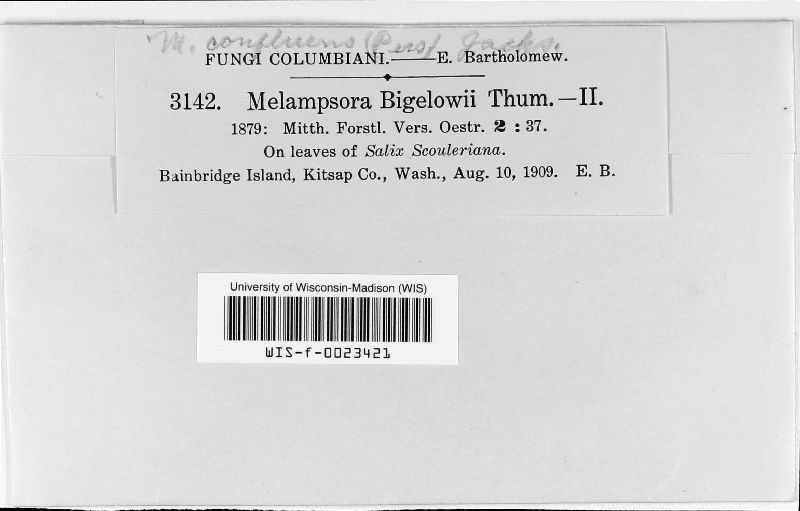 M. confluens (Pers) Jacks.
FUNGI COLUMBIANI.——E. Bartholomew.
3142. Melampsora Bigelowii Thum.—II.
1879: Mitth. Forstl. Vers. Oestr. 2 : 37.
On leaves of Salix Scouleriana.
Bainbridge Island, Kitsap Co., Wash., Aug. 10, 1909. E. B.
University of Wisconsin-Madison (WIS)
WIS-f-0023421